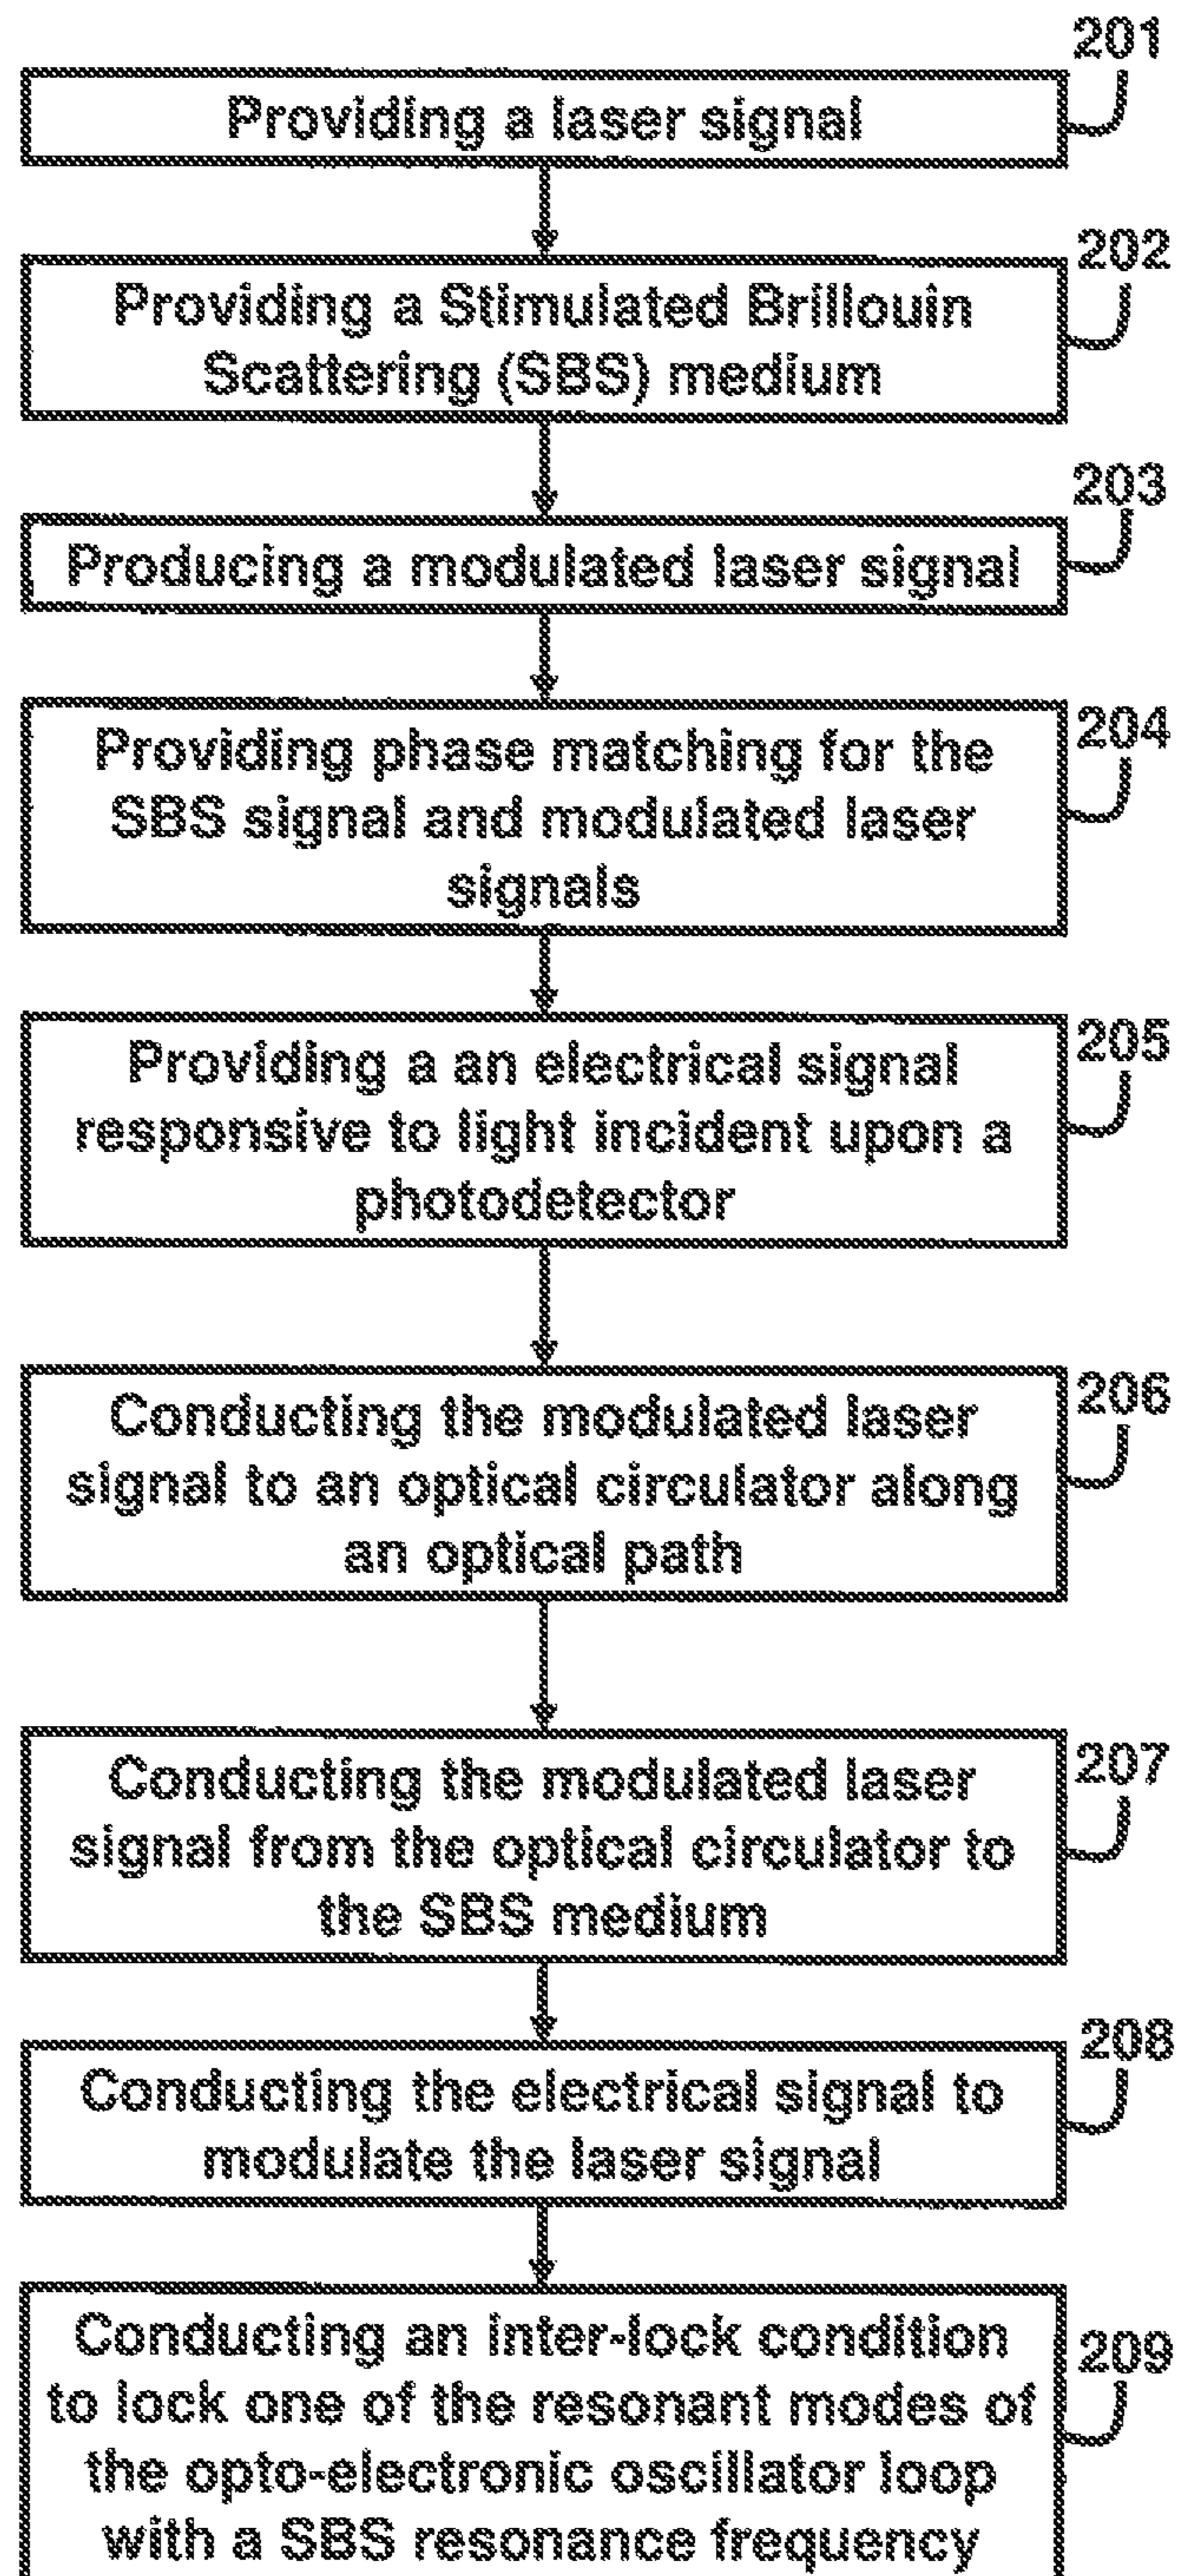 201
Providing a laser signal
202
Providing a Stimulated Brillouin
Scattering (SBS) medium
203
Producing a modulated laser signal
204
Providing phase matching for the
SBS signal and modulated laser
signals
205
Providing a an electrical signal
responsive to light incident upon a
photodetector
206
Conducting the modulated laser
signal to an optical circulator along
an optical path
207
Conducting the modulated laser
signal from the optical circulator to
the SBS medium
208
Conducting the electrical signal to
modulate the laser signal
209
Conducting an inter-lock condition
to lock one of the resonant modes of
the opto-electronic oscillator loop
with a SBS resonance frequency